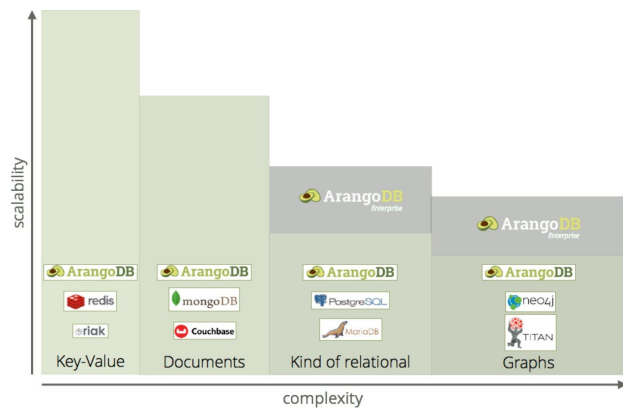 scalability
ArangoDB
Enterprise
ArangoDB
Enterprise
ArangoDB
ArangoDB
ArangoDB
ArangoDB
redis
mongoDB
PostgreSQL
neo4j
riak
Couchbase
MariaDB
TITAN
Key-Value
Documents
Kind of relational
Graphs
complexity